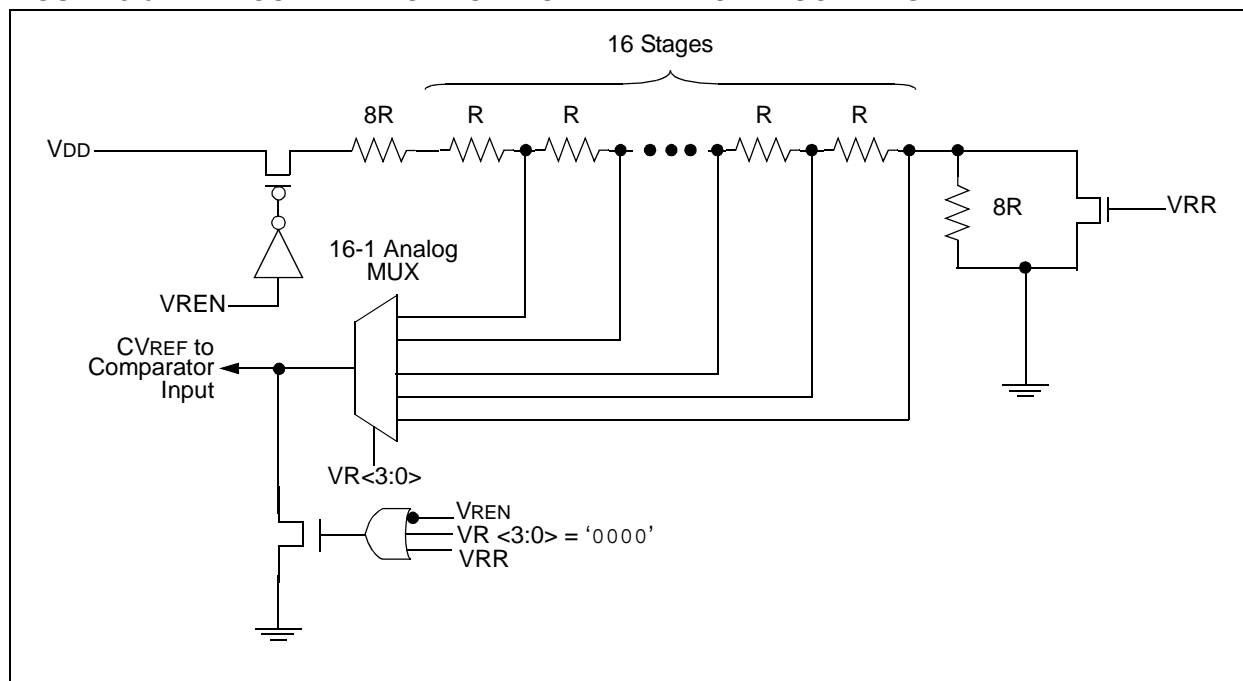 16 Stages
8R
R
R
R
R
VDD
8R
VRR
16-1 Analog
MUX
VREN
CVREF to
Comparator
Input
VR<3:0>
VREN
VR <3:0> = ‘0000’
VRR